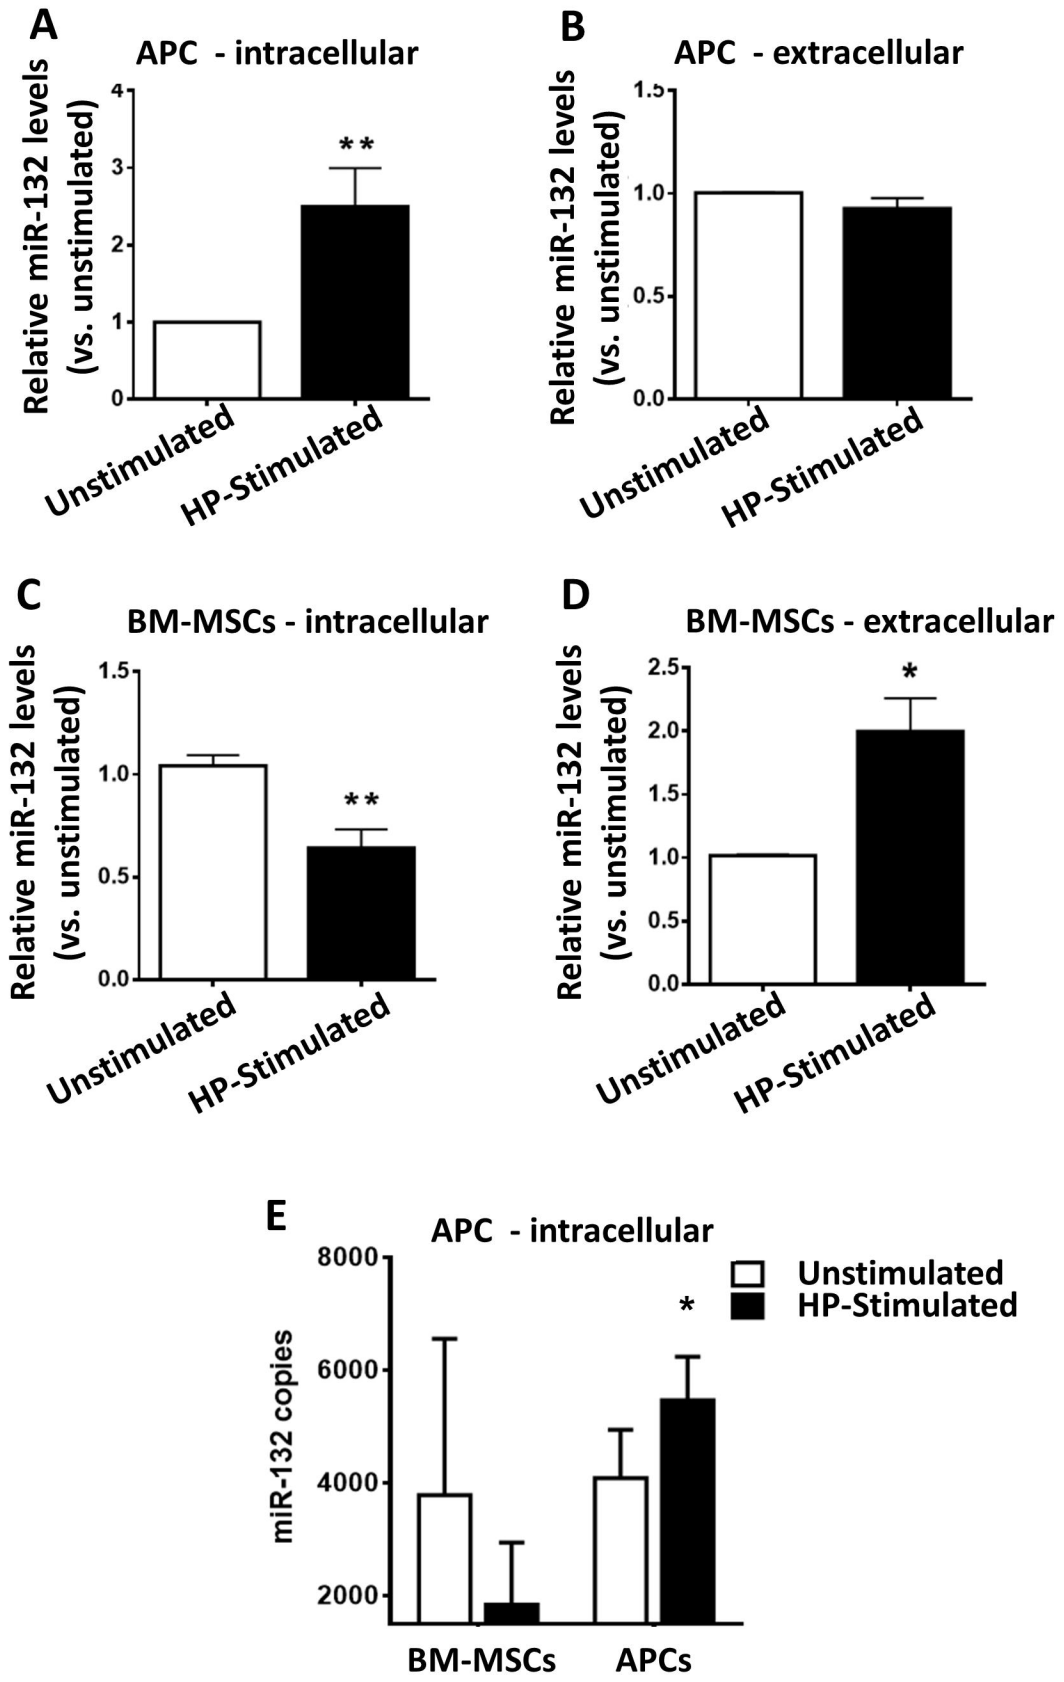 A
APC - intracellular
Relative miR-132 levels
(vs. unstimulated)
4
3
2
1
0
**
Unstimulated
HP-Stimulated
B
APC - extracellular
Relative miR-132 levels
(vs. unstimulated)
1.5
1.0
0.5
0.0
Unstimulated
HP-Stimulated
C
BM-MSCs - intracellular
Relative miR-132 levels
(vs. unstimulated)
1.5
1.0
0.5
0.0
**
Unstimulated
HP-Stimulated
D
BM-MSCs - extracellular
Relative miR-132 levels
(vs. unstimulated)
2.5
2.0
1.5
1.0
0.5
0.0
*
Unstimulated
HP-Stimulated
E
APC - intracellular
miR-132 copies
8000
6000
4000
2000
*
Unstimulated
HP-Stimulated
BM-MSCs
APCs